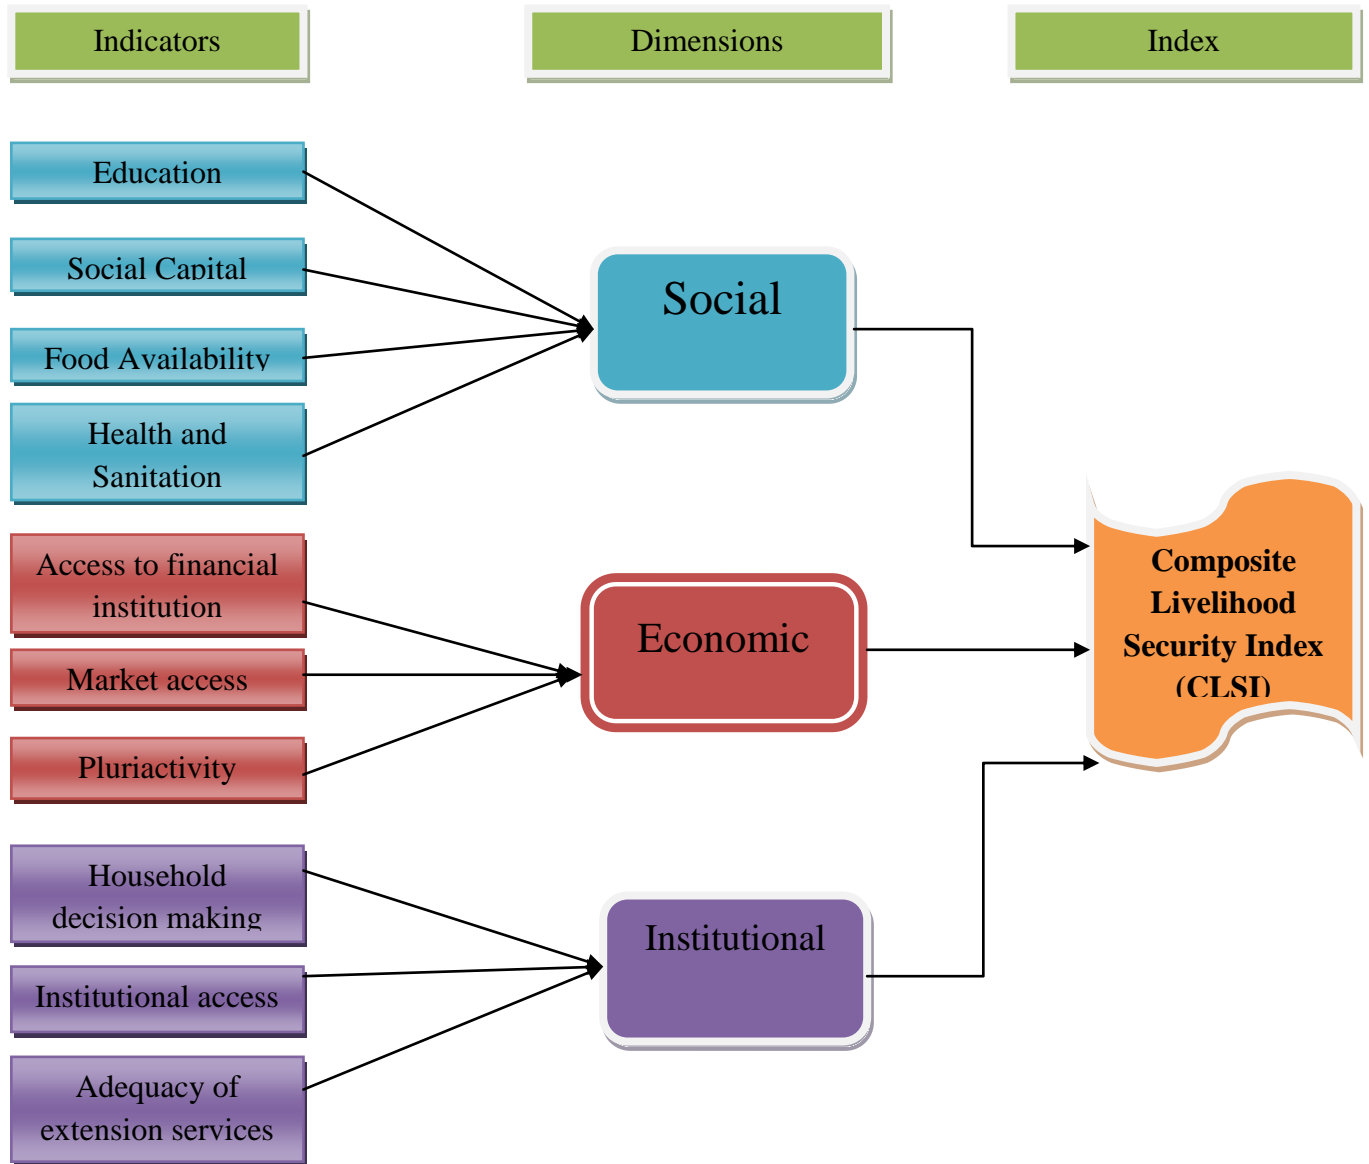 Indicators
Dimensions
Index
Education
Social Capital
Food Availability
Health and
Sanitation
Social
Access to financial
institution
Market access
Pluriactivity
Economic
Household
decision making
Institutional access
Adequacy of
extension services
Institutional
Composite
Livelihood
Security Index
(CLSI)